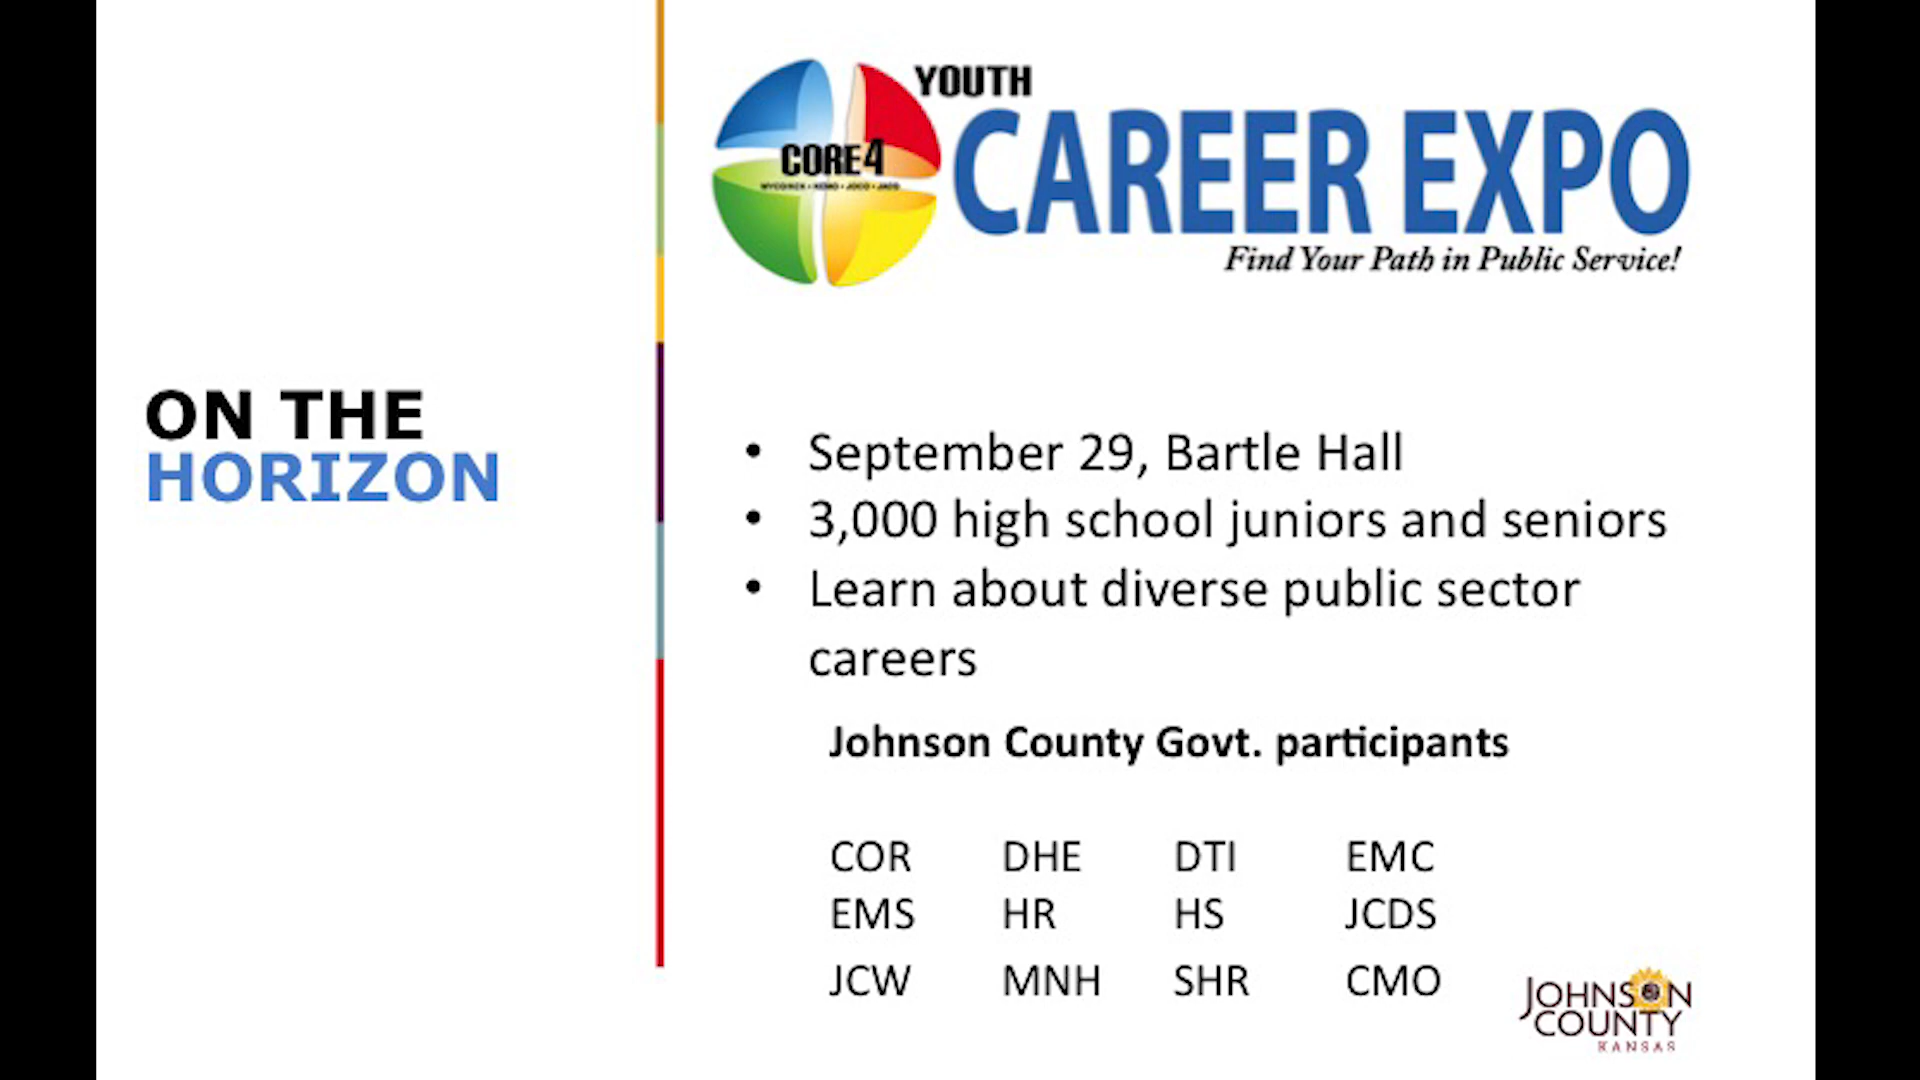 ON THE
HORIZON
YOUTH
CORE4
CAREER EXPO
Find Your Path in Public Service!
• September 29, Bartle Hall
• 3,000 high school juniors and seniors
• Learn about diverse public sector
careers
Johnson County Govt. participants
COR DHE DTI EMC
EMS HR HS JCDS
JCW MNH SHR CMO
JOHNSON
COUNTY
KANSAS